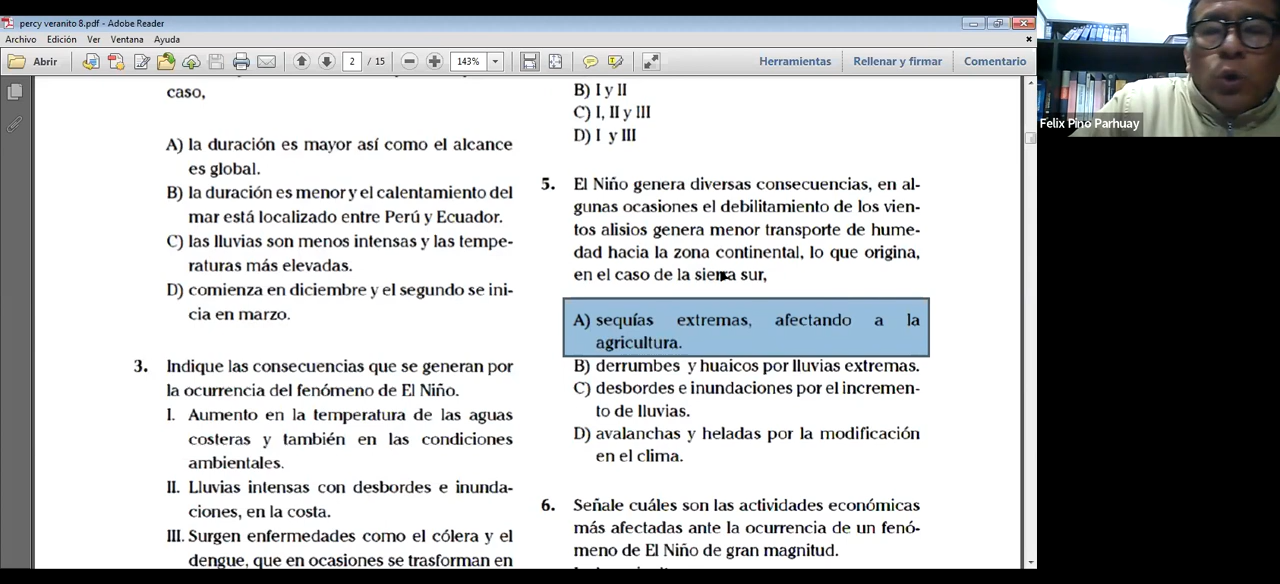 percy veranito 8.pdf - Adobe Reader
Archivo Edición Ver Ventana Ayuda
Abrir
2 / 15
143%
Herramientas Rellenar y firmar Comentario
caso,
A) la duración es mayor así como el alcance
es global.
B) la duración es menor y el calentamiento del
mar está localizado entre Perú y Ecuador.
C) las lluvias son menos intensas y las tempe-
raturas más elevadas.
D) comienza en diciembre y el segundo se ini-
cia en marzo.
3. Indique las consecuencias que se generan por
la ocurrencia del fenómeno de El Niño.
I. Aumento en la temperatura de las aguas
costeras y también en las condiciones
ambientales.
II. Lluvias intensas con desbordes e inunda-
ciones, en la costa.
III. Surgen enfermedades como el cólera y el
dengue, que en ocasiones se trasforman en
B) I y II
C) I, II y III
D) I y III
5. El Niño genera diversas consecuencias, en al-
gunas ocasiones el debilitamiento de los vien-
tos alisios genera menor transporte de hume-
dad hacia la zona continental, lo que origina,
en el caso de la sierra sur,
A) sequías extremas, afectando a la
agricultura.
B) derrumbes y huaicos por lluvias extremas.
C) desbordes e inundaciones por el incremen-
to de lluvias.
D) avalanchas y heladas por la modificación
en el clima.
6. Señale cuáles son las actividades económicas
más afectadas ante la ocurrencia de un fenó-
meno de El Niño de gran magnitud.
Felix Pino Parhuay